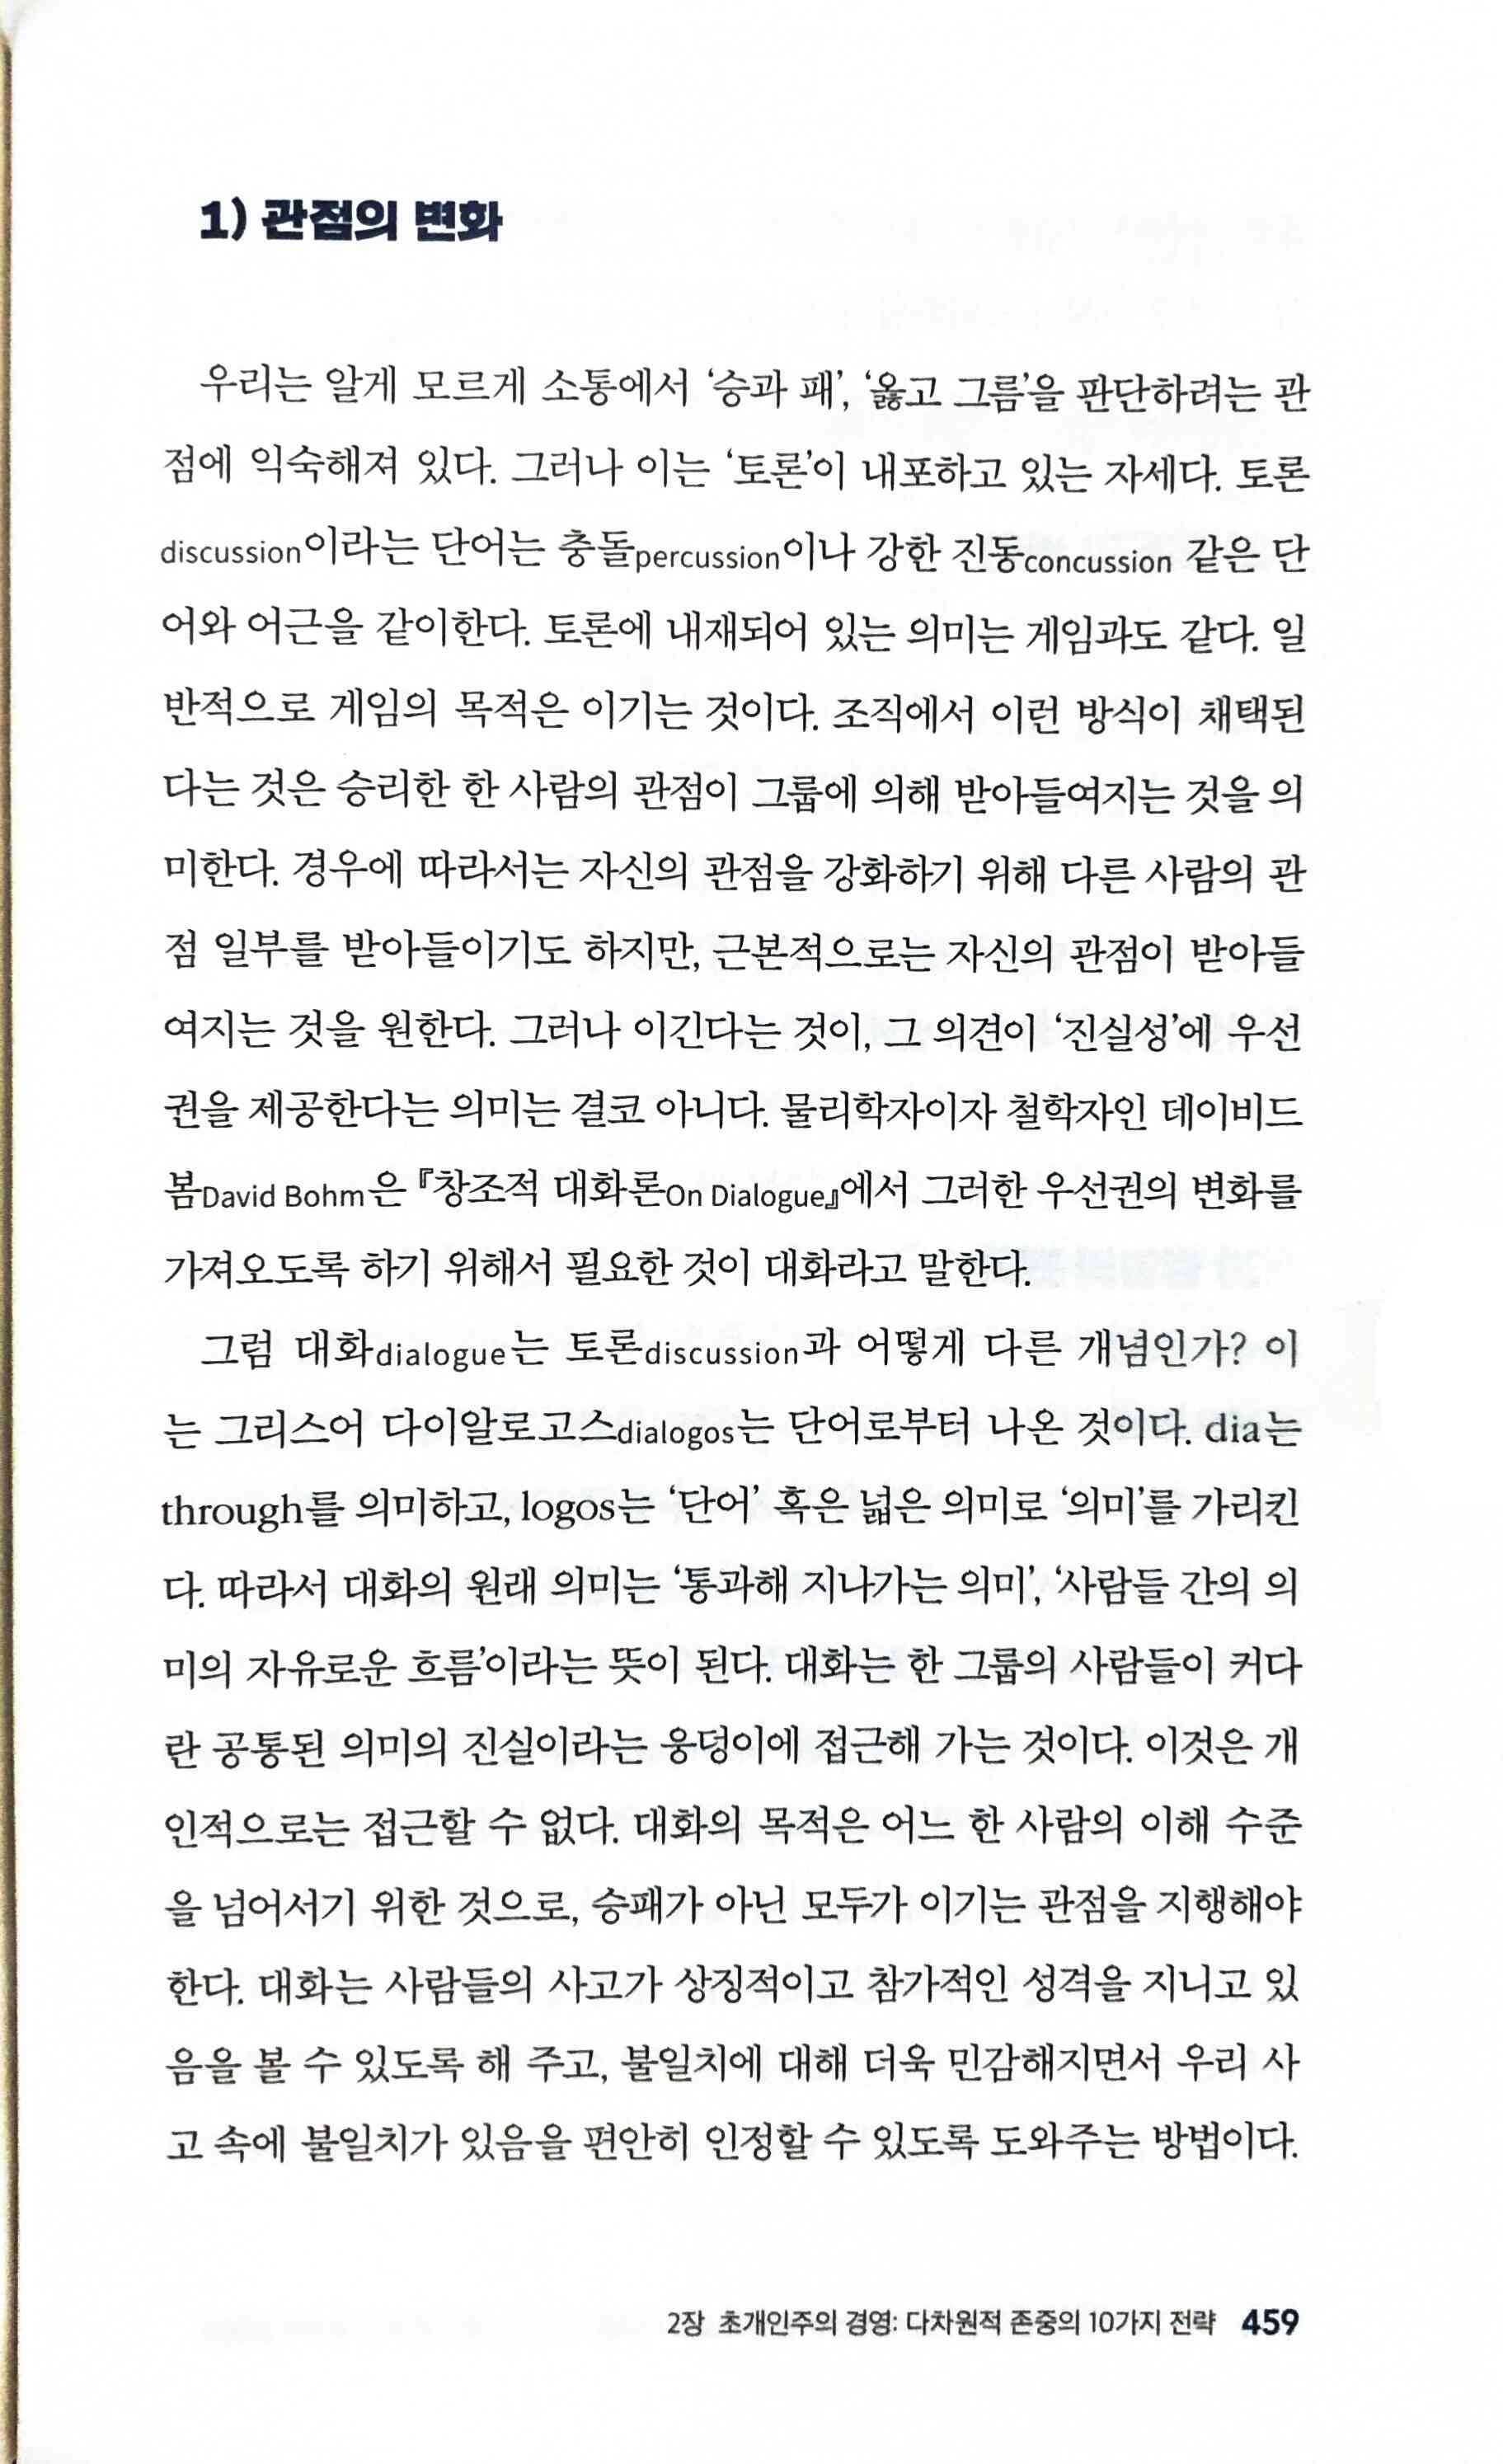 1) 관점의 변화
우리는 알게 모르게 소통에서 ‘승과 패’, ‘옳고 그름’을 판단하려는 관
점에 익숙해져 있다. 그러나 이는 ‘토론’이 내포하고 있는 자세다. 토론
discussion이라는 단어는 충돌percussion이나 강한 진동concussion 같은 단
어와 어근을 같이한다. 토론에 내재되어 있는 의미는 게임과도 같다. 일
반적으로 게임의 목적은 이기는 것이다. 조직에서 이런 방식이 채택된
다는 것은 승리한 한 사람의 관점이 그룹에 의해 받아들여지는 것을 의
미한다. 경우에 따라서는 자신의 관점을 강화하기 위해 다른 사람의 관
점 일부를 받아들이기도 하지만, 근본적으로는 자신의 관점이 받아들
여지는 것을 원한다. 그러나 이긴다는 것이, 그 의견이 ‘진실성’에 우선
권을 제공한다는 의미는 결코 아니다. 물리학자이자 철학자인 데이비드
봄David Bohm은 『창조적 대화론On Dialogue』에서 그러한 우선권의 변화를
가져오도록 하기 위해서 필요한 것이 대화라고 말한다.
그럼 대화dialogue는 토론discussion과 어떻게 다른 개념인가? 이
는 그리스어 다이알로고스dialogos는 단어로부터 나온 것이다. dia는
through를 의미하고, logos는 ‘단어’ 혹은 넓은 의미로 ‘의미’를 가리킨
다. 따라서 대화의 원래 의미는 ‘통과해 지나가는 의미’, ‘사람들 간의 의
미의 자유로운 흐름’이라는 뜻이 된다. 대화는 한 그룹의 사람들이 커다
란 공통된 의미의 진실이라는 웅덩이에 접근해 가는 것이다. 이것은 개
인적으로는 접근할 수 없다. 대화의 목적은 어느 한 사람의 이해 수준
을 넘어서기 위한 것으로, 승패가 아닌 모두가 이기는 관점을 지행해야
한다. 대화는 사람들의 사고가 상징적이고 참가적인 성격을 지니고 있
음을 볼 수 있도록 해 주고, 불일치에 대해 더욱 민감해지면서 우리 사
고 속에 불일치가 있음을 편안히 인정할 수 있도록 도와주는 방법이다.
2장 초개인주의 경영: 다차원적 존중의 10가지 전략 459